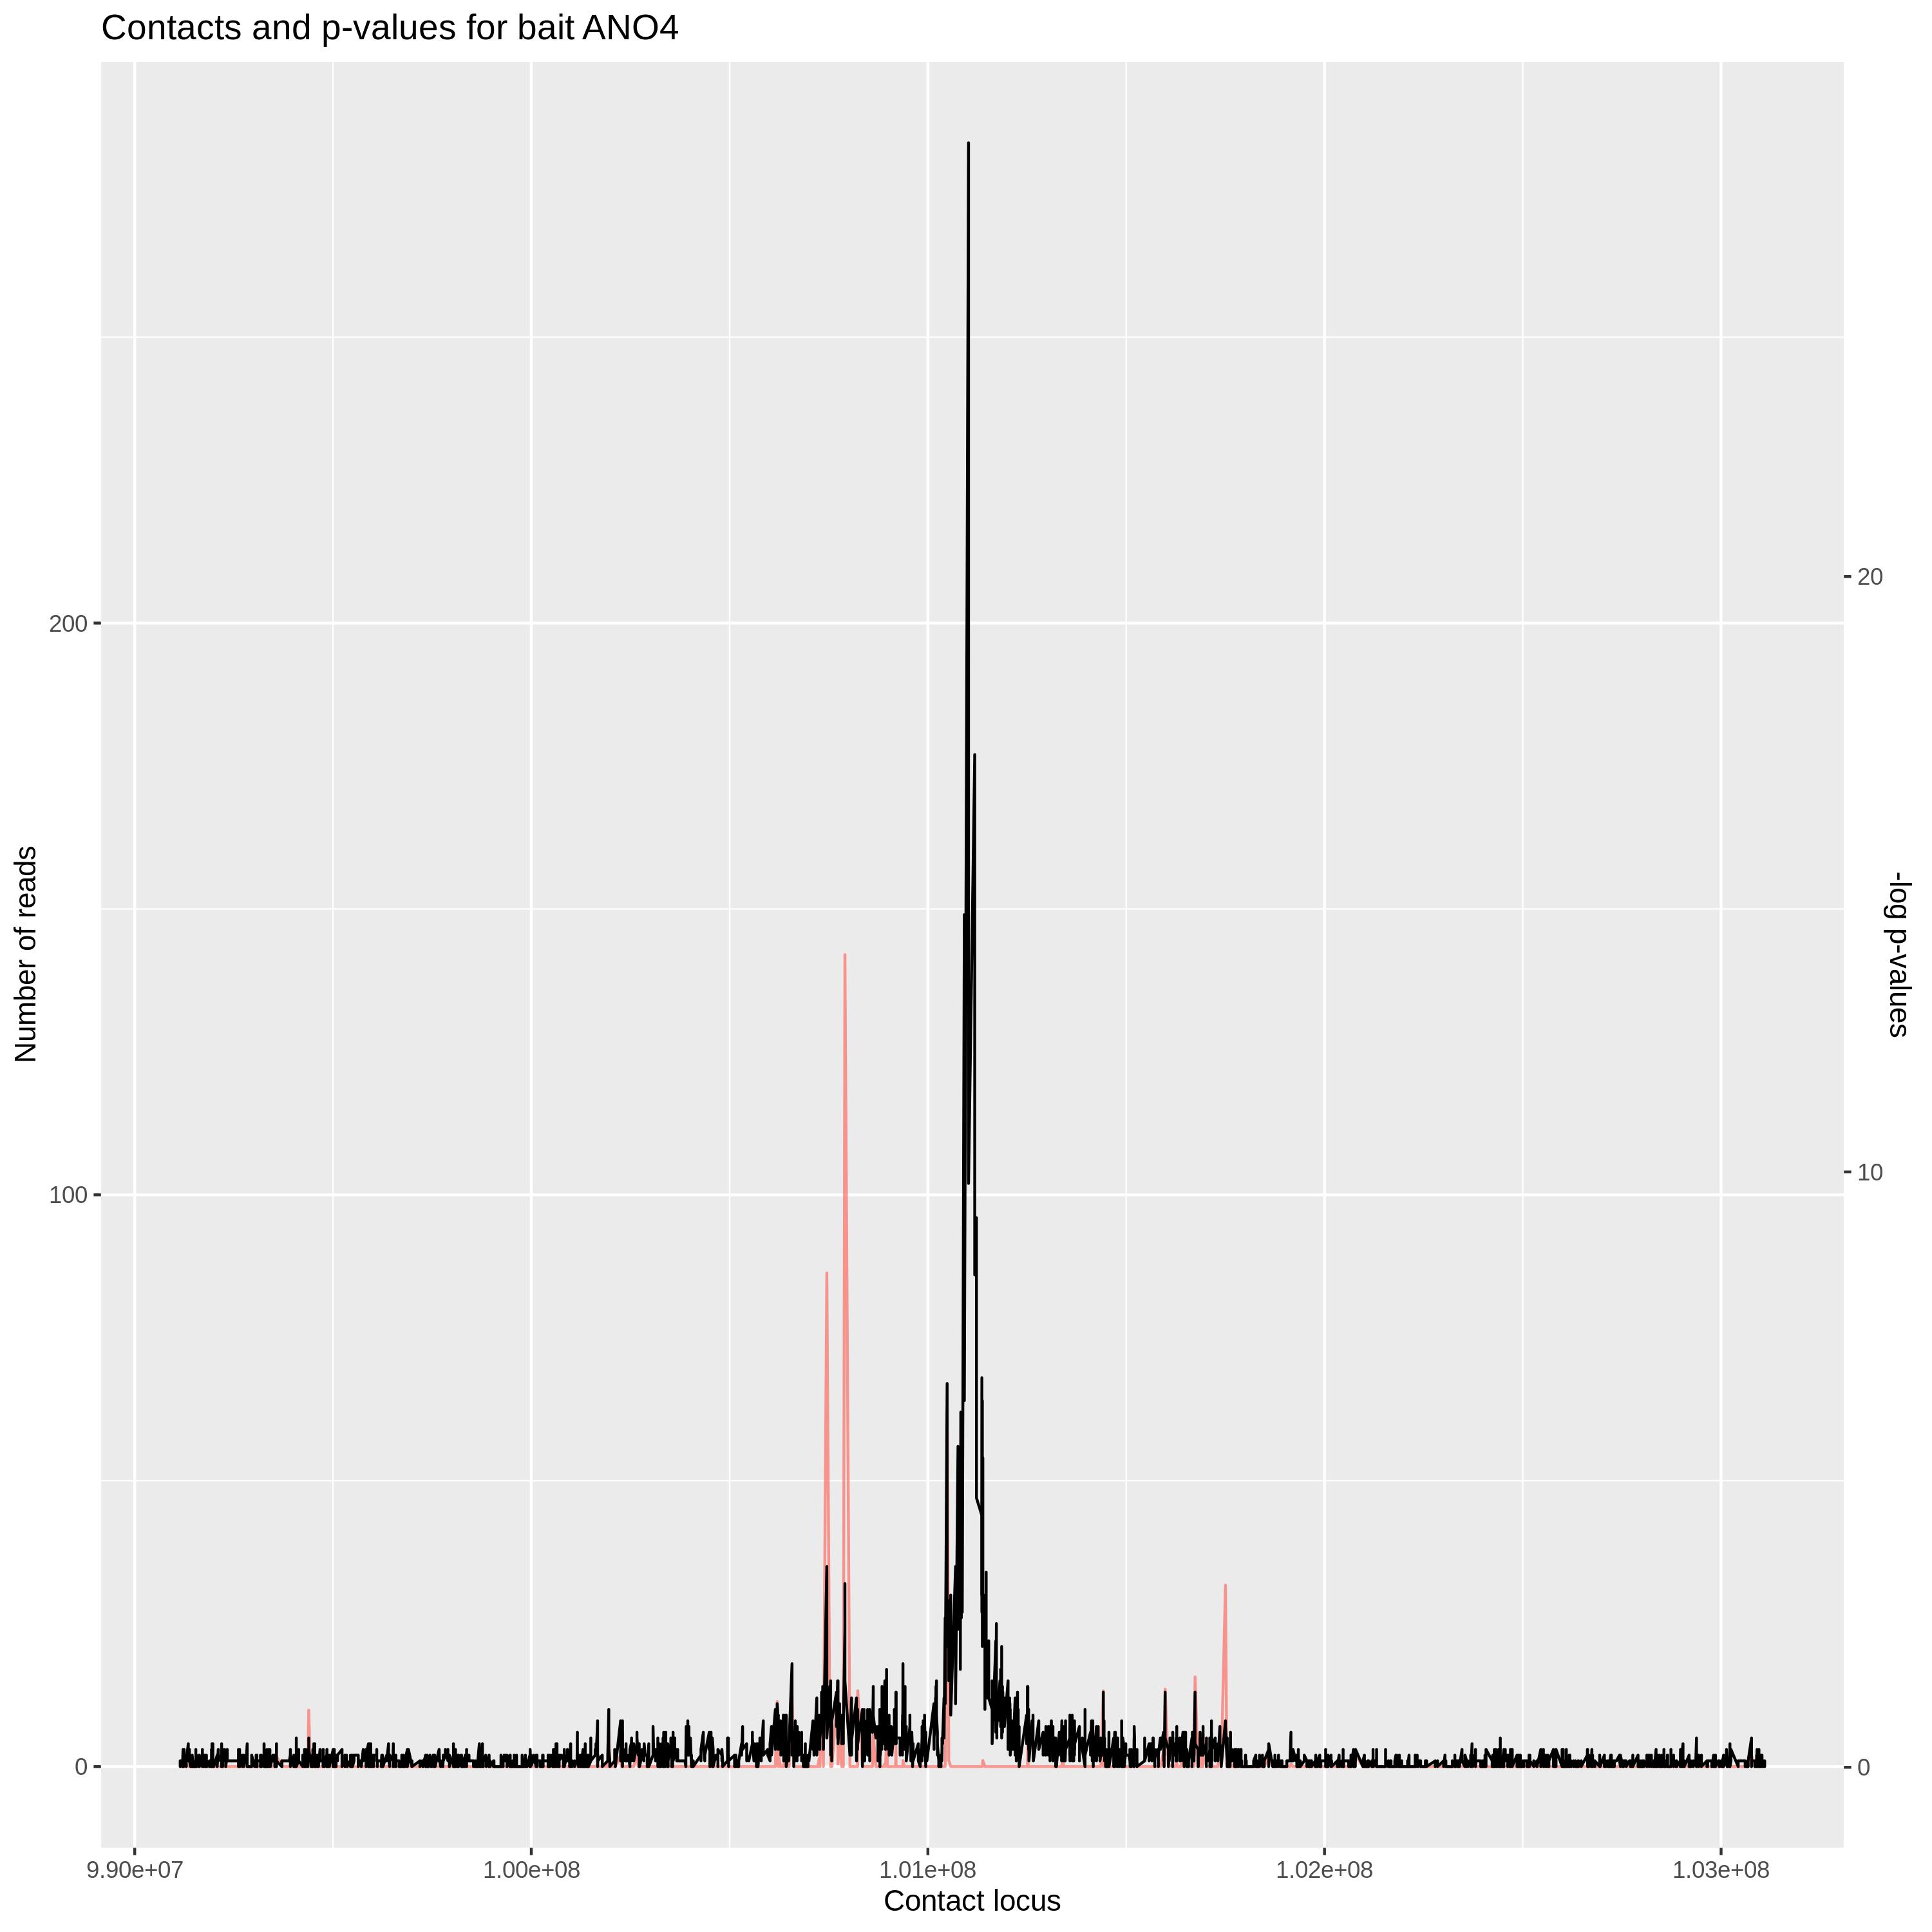 Contacts and p-values for bait ANO4
Number of reads
200
100
0
20
10
0
-log p-values
9.90e+07
1.00e+08
1.01e+08
1.02e+08
1.03e+08
Contact locus